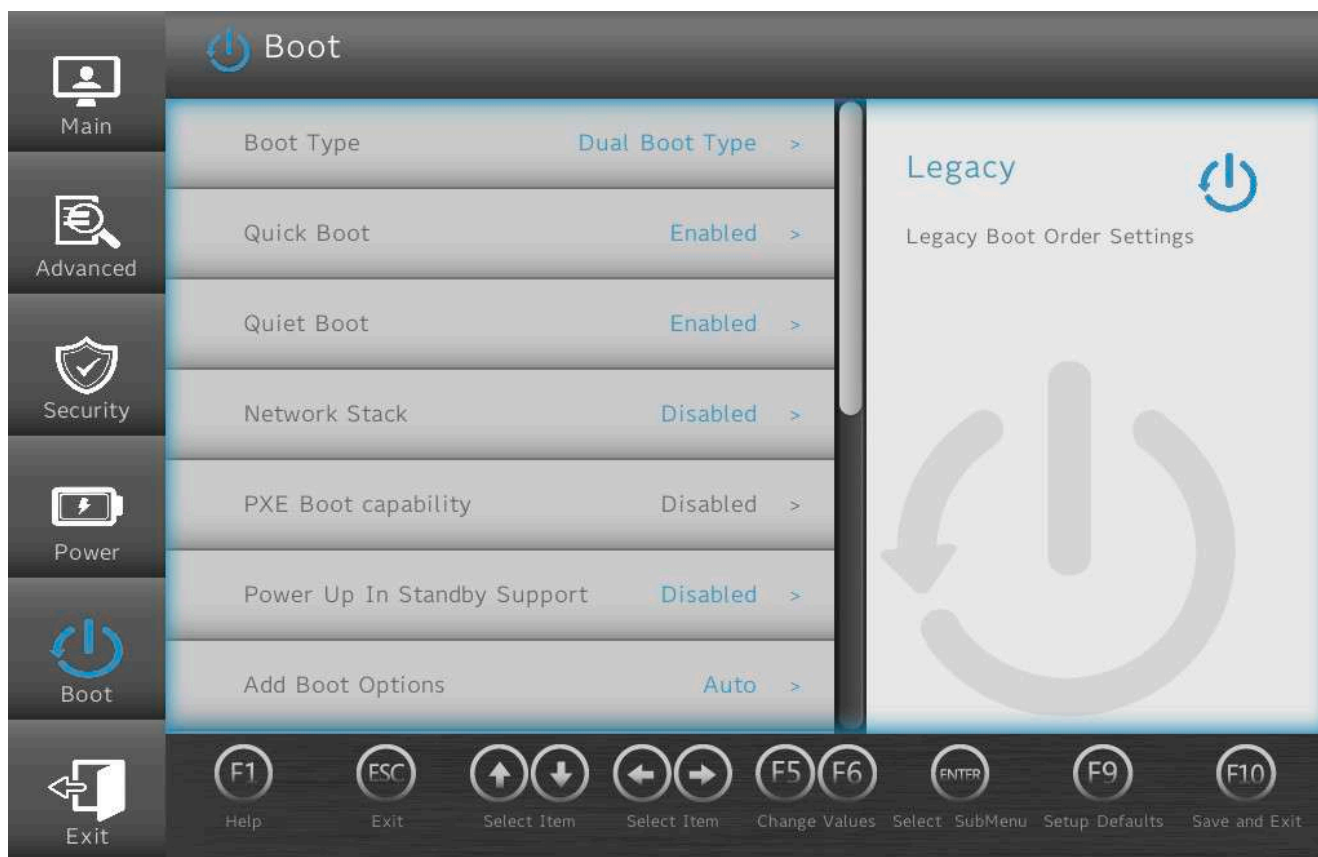 Boot
Main
Advanced
Security
Power
Boot
Exit
Boot Type Dual Boot Type >
Quick Boot Enabled >
Quiet Boot Enabled >
Network Stack Disabled >
PXE Boot capability Disabled >
Power Up In Standby Support Disabled >
Add Boot Options Auto >
Legacy
Legacy Boot Order Settings
F1 ESC F5 F6 ENTER F9 F10
Help Exit Select Item Select Item Change Values Select SubMenu Setup Defaults Save and Exit